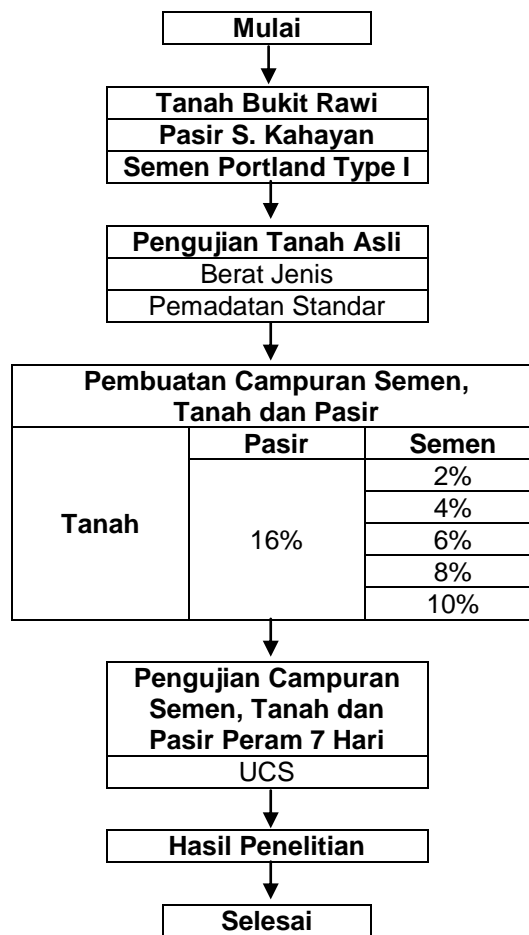 Mulai
Tanah Bukit Rawi
Pasir S. Kahayan
Semen Portland Type I
Pengujian Tanah Asli
Berat Jenis
Pemadatan Standar
Pembuatan Campuran Semen,
Tanah dan Pasir
Pasir Semen
2%
4%
Tanah 16% 6%
8%
10%
Pengujian Campuran
Semen, Tanah dan
Pasir Peram 7 Hari
UCS
Hasil Penelitian
Selesai